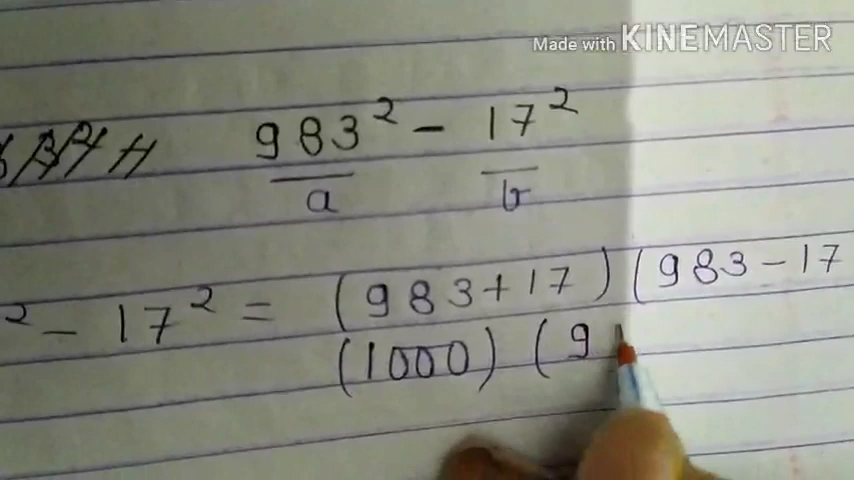 Made with KINEMASTER
983² - 17²
a b
² - 17² = (983+17) (983-17
(1000) (9